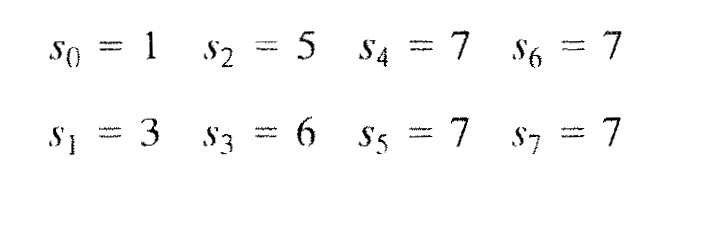 s₀ = 1 s₂ = 5 s₄ = 7 s₆ = 7
s₁ = 3 s₃ = 6 s₅ = 7 s₇ = 7